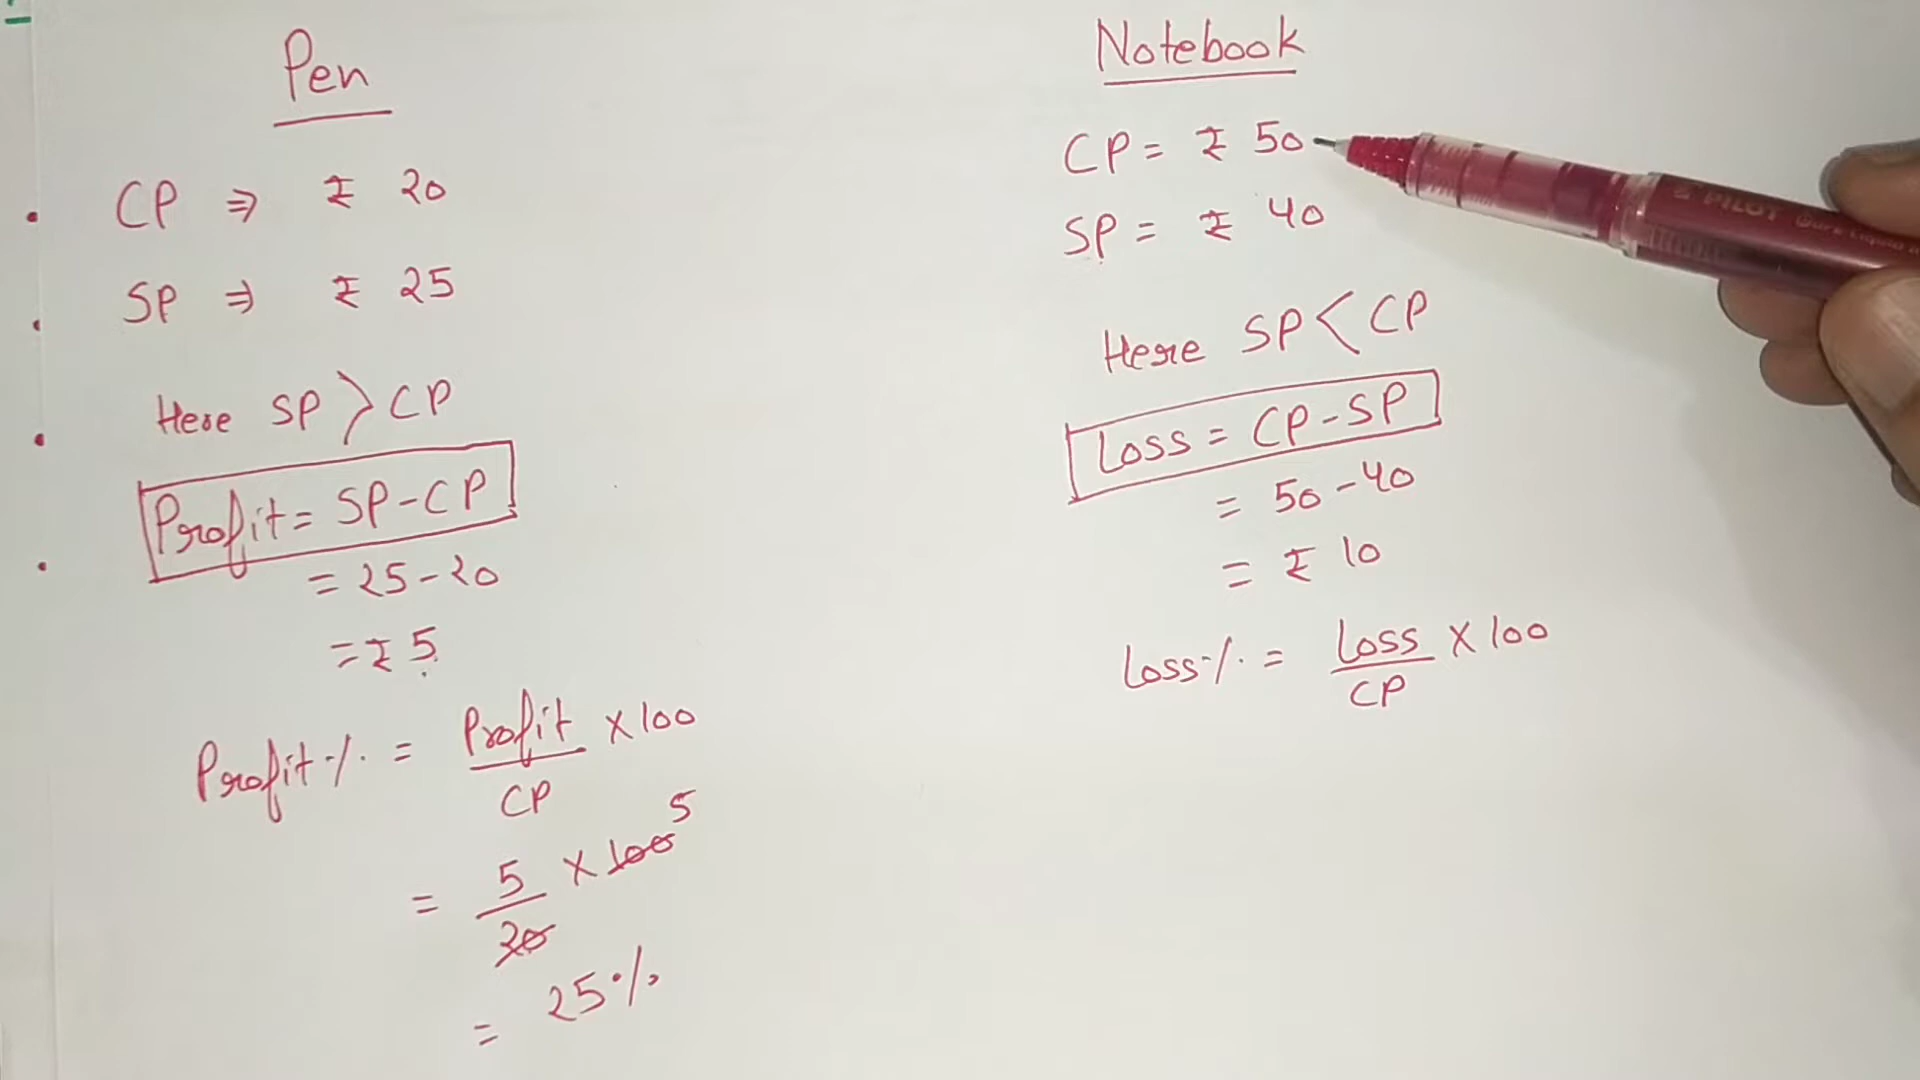 Pen
CP ⇒ ₹ 20
SP ⇒ ₹ 25
Here SP > CP
Profit = SP - CP
= 25 - 20
= ₹ 5
Profit % = Profit / CP × 100
= 5 / 20 × 100 5
= 25%
Notebook
CP = ₹ 50
SP = ₹ 40
Here SP < CP
Loss = CP - SP
= 50 - 40
= ₹ 10
Loss % = Loss / CP × 100
PILOT